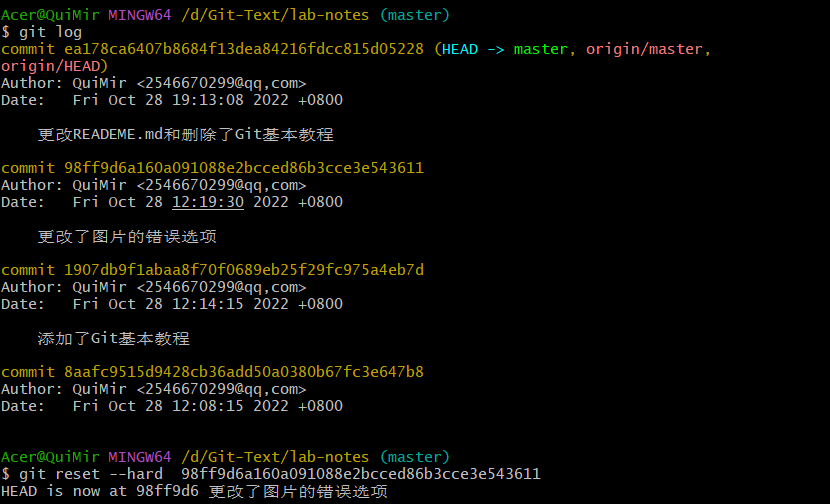 Acer@QuiMir MINGW64 /d/Git-Text/lab-notes (master)
$ git log
commit ea178ca6407b8684f13dea84216fdcc815d05228 (HEAD -> master, origin/master,
origin/HEAD)
Author: QuiMir <2546670299@qq,com>
Date:   Fri Oct 28 19:13:08 2022 +0800
更改READEME.md和删除了Git基本教程
commit 98ff9d6a160a091088e2bcced86b3cce3e543611
Author: QuiMir <2546670299@qq,com>
Date:   Fri Oct 28 12:19:30 2022 +0800
更改了图片的错误选项
commit 1907db9f1abaa8f70f0689eb25f29fc975a4eb7d
Author: QuiMir <2546670299@qq,com>
Date:   Fri Oct 28 12:14:15 2022 +0800
添加了Git基本教程
commit 8aafc9515d9428cb36add50a0380b67fc3e647b8
Author: QuiMir <2546670299@qq,com>
Date:   Fri Oct 28 12:08:15 2022 +0800
Acer@QuiMir MINGW64 /d/Git-Text/lab-notes (master)
$ git reset --hard  98ff9d6a160a091088e2bcced86b3cce3e543611
HEAD is now at 98ff9d6 更改了图片的错误选项